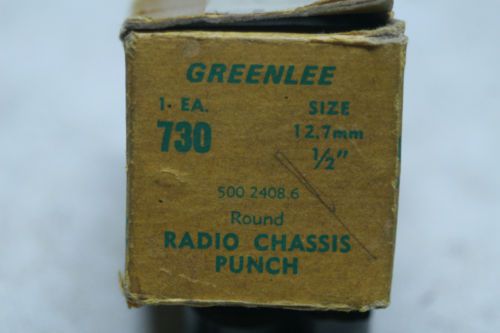 GREENLEE
1 EA. SIZE
730 12.7mm
1/2"
500 2408.6
Round
RADIO CHASSIS
PUNCH